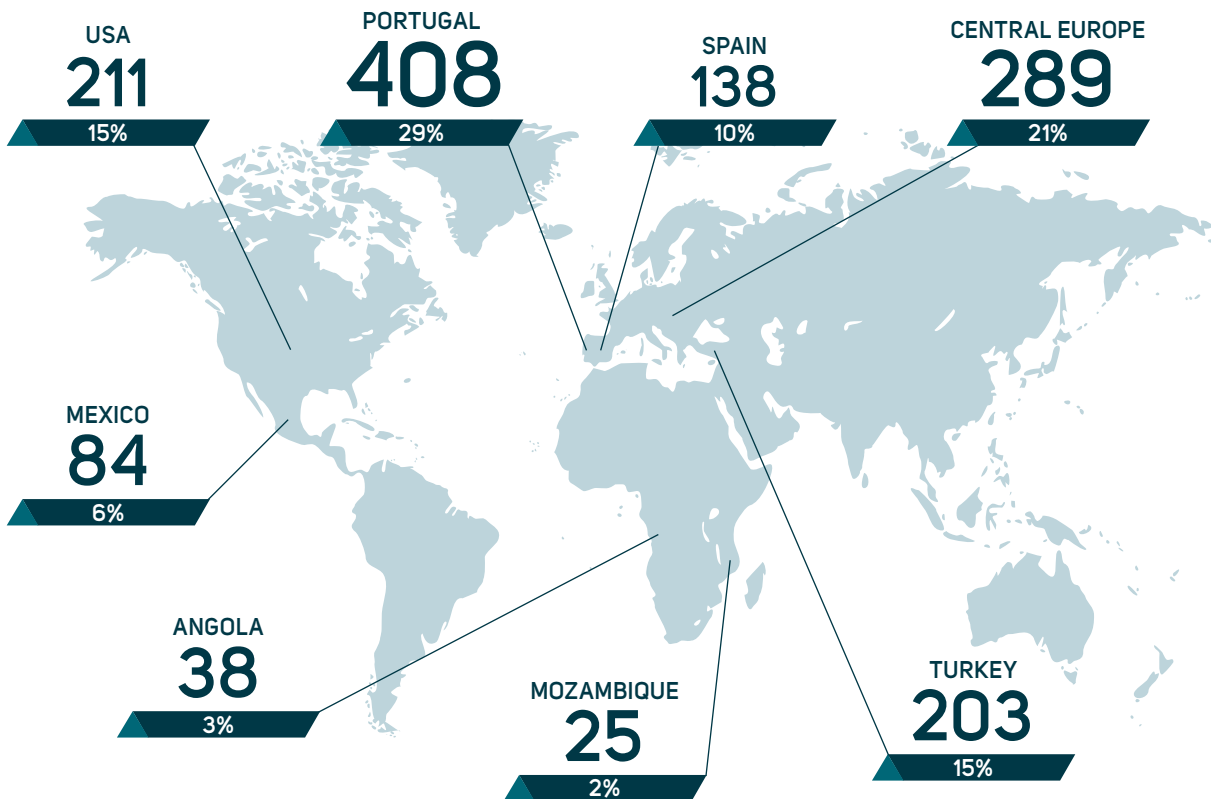 USA
211
15%
PORTUGAL
408
29%
SPAIN
138
10%
CENTRAL EUROPE
289
21%
MEXICO
84
6%
ANGOLA
38
3%
MOZAMBIQUE
25
2%
TURKEY
203
15%